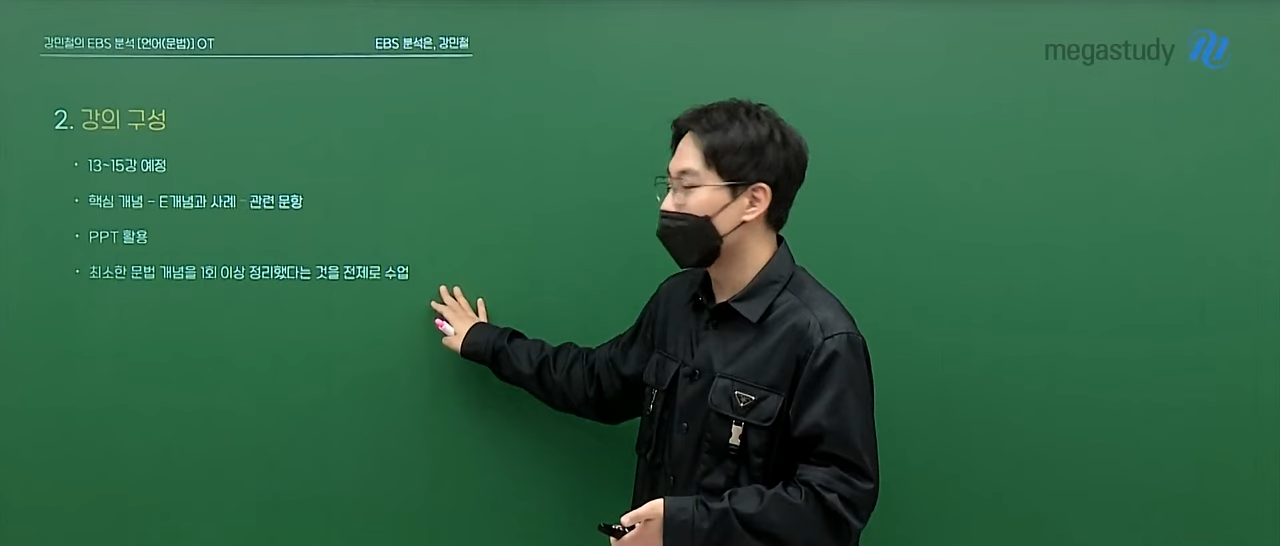 강민철의 EBS 분석 [언어(문법)] OT
EBS 분석은, 강민철
megastudy
2. 강의 구성
· 13~15강 예정
· 핵심 개념 - E개념과 사례 - 관련 문항
· PPT 활용
· 최소한 문법 개념을 1회 이상 정리했다는 것을 전제로 수업